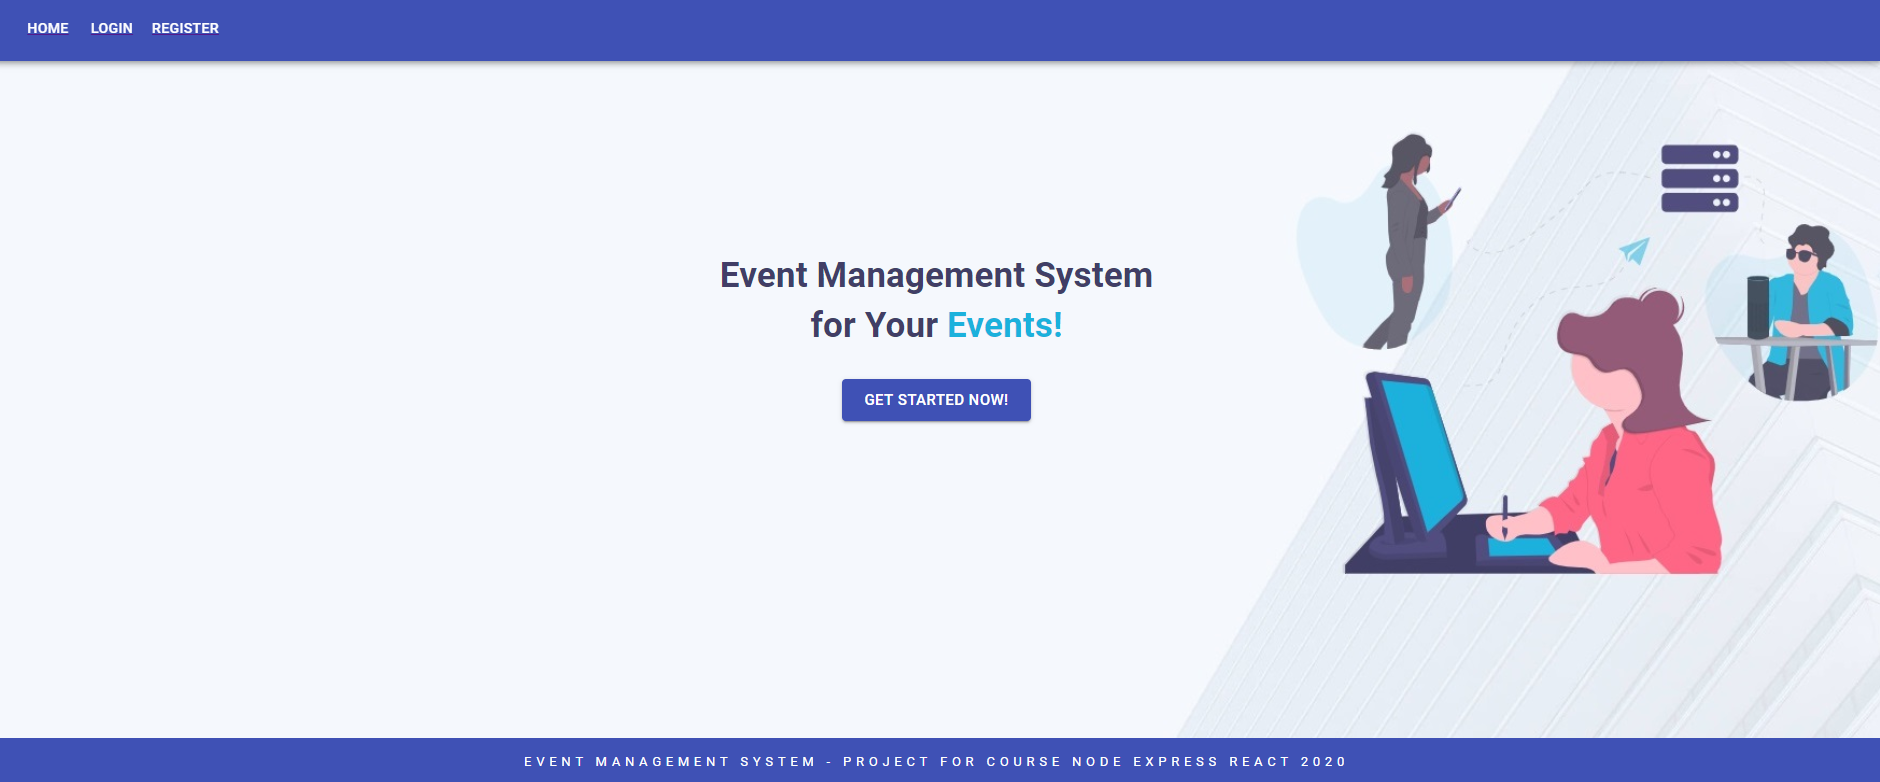 HOME LOGIN REGISTER
Event Management System
for Your Events!
GET STARTED NOW!
EVENT MANAGEMENT SYSTEM - PROJECT FOR COURSE NODE EXPRESS REACT 2020